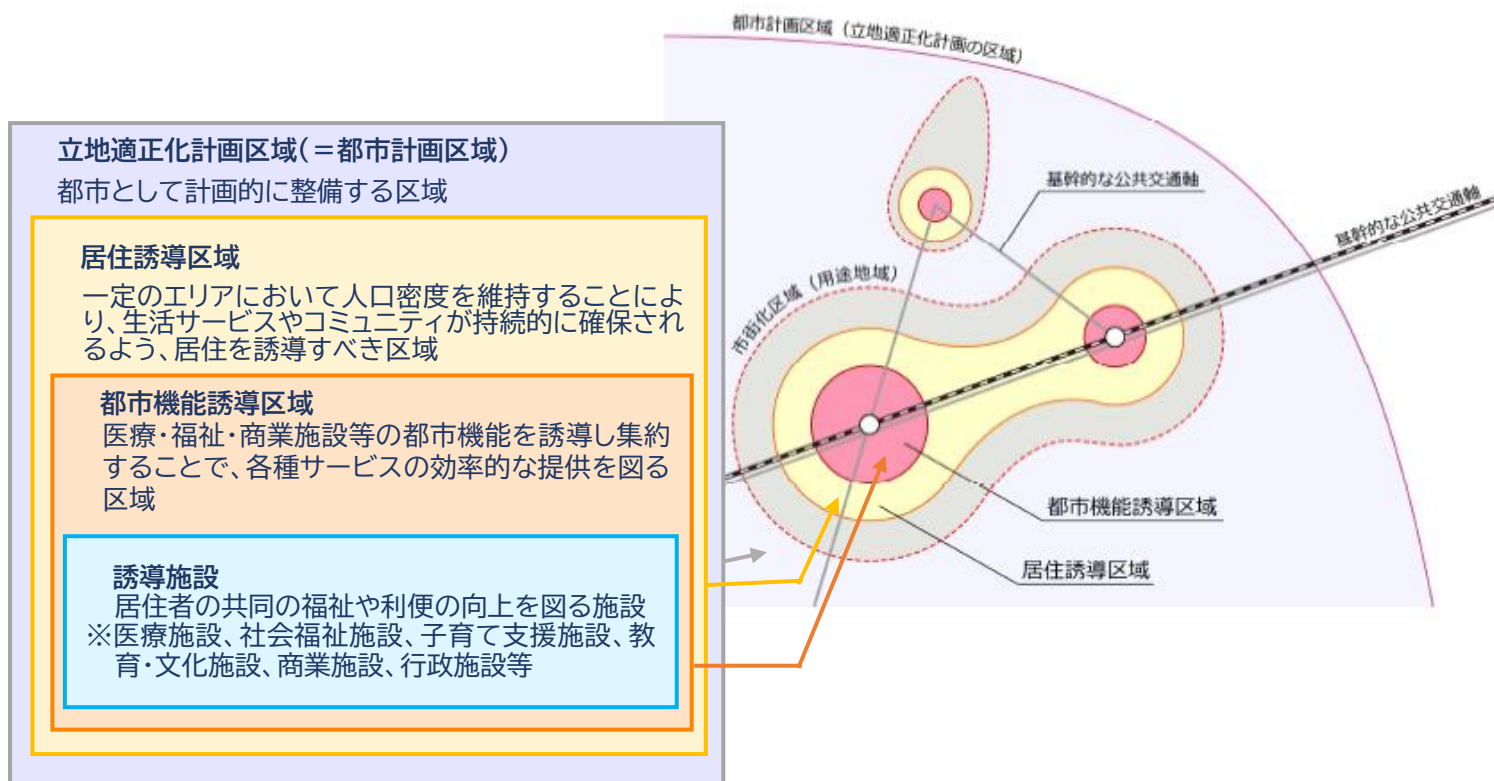 都市計画区域（立地適正化計画の区域）
立地適正化計画区域（＝都市計画区域）
都市として計画的に整備する区域
居住誘導区域
一定のエリアにおいて人口密度を維持することによ
り、生活サービスやコミュニティが持続的に確保され
るよう、居住を誘導すべき区域
都市機能誘導区域
医療・福祉・商業施設等の都市機能を誘導し集約
することで、各種サービスの効率的な提供を図る
区域
誘導施設
居住者の共同の福祉や利便の向上を図る施設
※医療施設、社会福祉施設、子育て支援施設、教
育・文化施設、商業施設、行政施設等
基幹的な公共交通軸
基幹的な公共交通軸
市街化区域（用途地域）
都市機能誘導区域
居住誘導区域